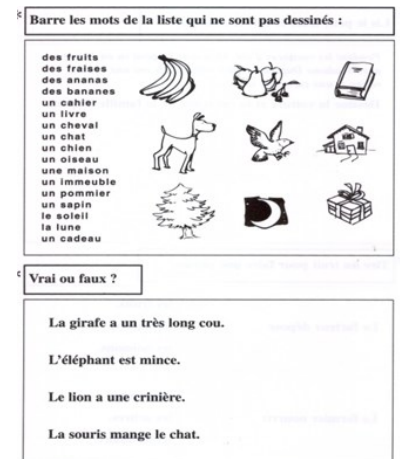 Barre les mots de la liste qui ne sont pas dessinés :
des fruits
des fraises
des ananas
des bananes
un cahier
un livre
un cheval
un chat
un chien
un oiseau
une maison
un immeuble
un pommier
un sapin
le soleil
la lune
un cadeau
Vrai ou faux ?
La girafe a un très long cou.
L'éléphant est mince.
Le lion a une crinière.
La souris mange le chat.